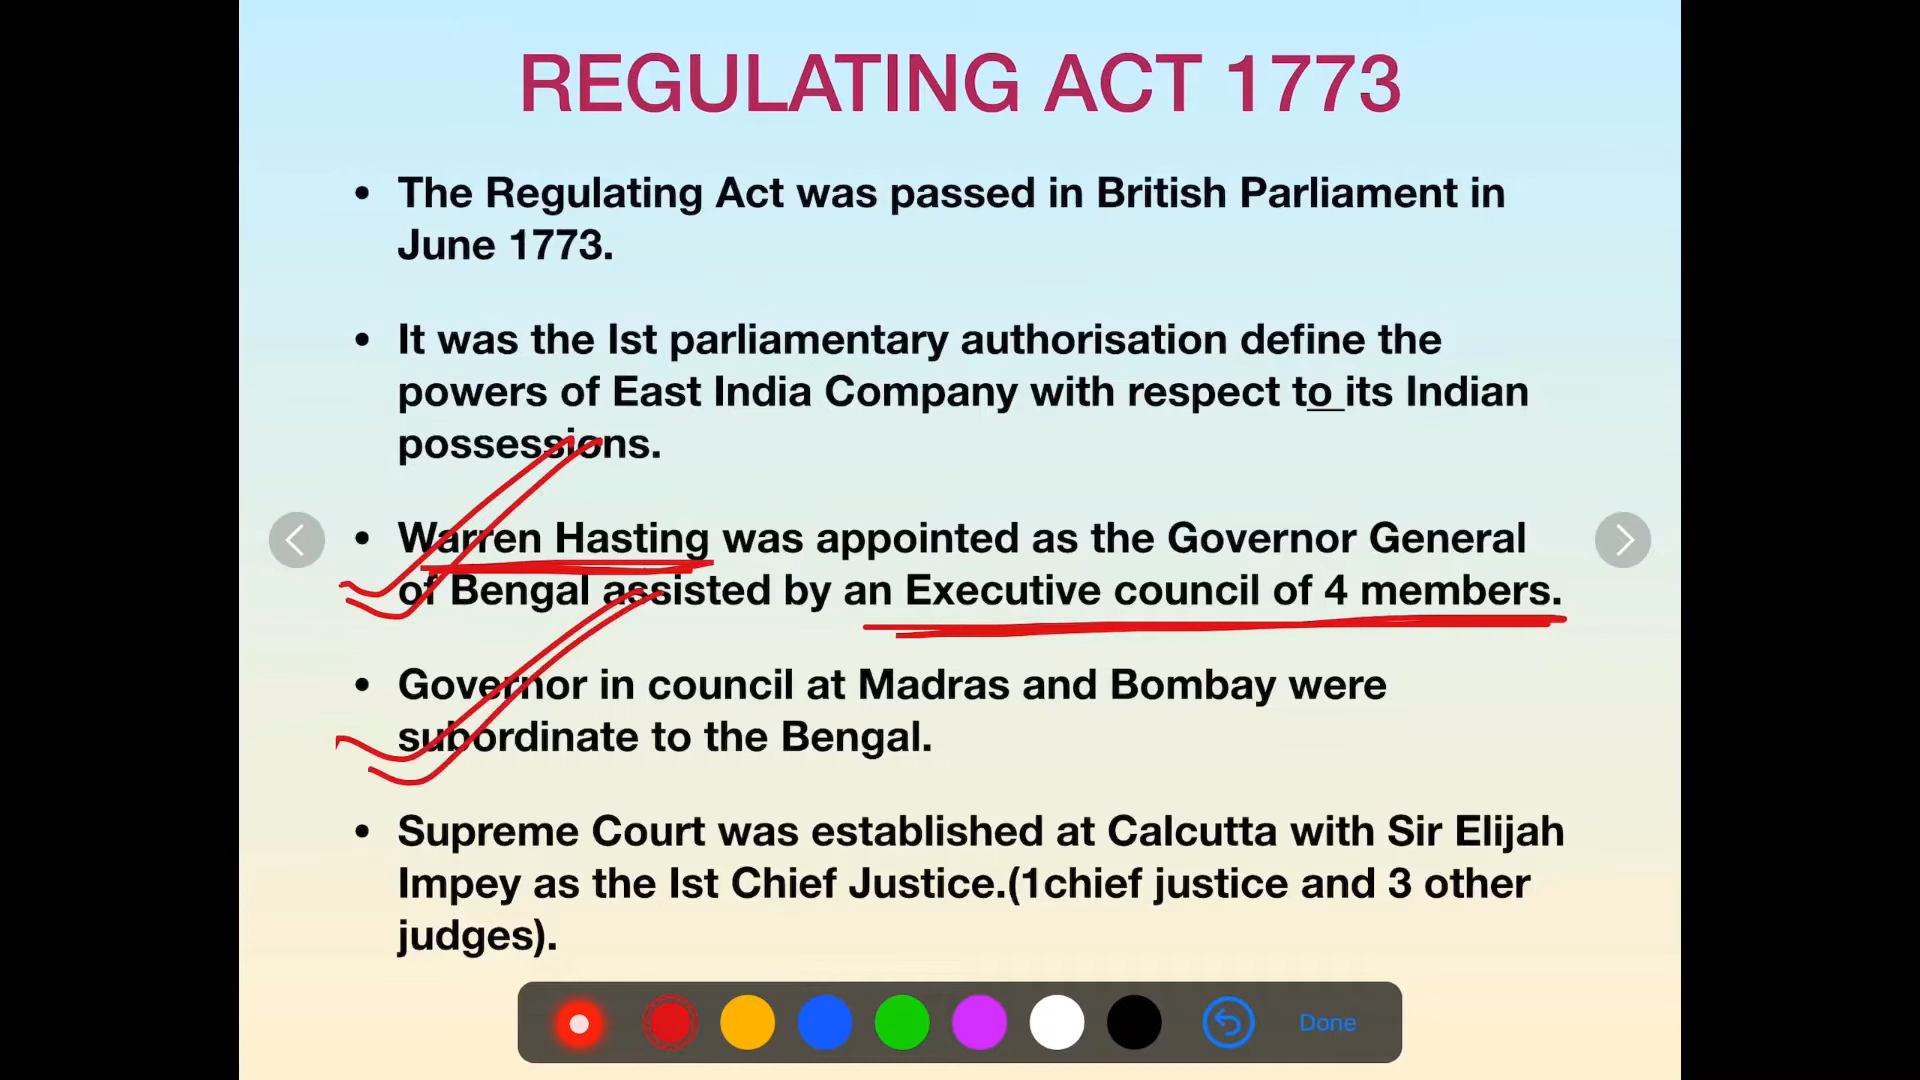 REGULATING ACT 1773
• The Regulating Act was passed in British Parliament in
June 1773.
• It was the Ist parliamentary authorisation define the
powers of East India Company with respect to its Indian
possessions.
• Warren Hasting was appointed as the Governor General
of Bengal assisted by an Executive council of 4 members.
• Governor in council at Madras and Bombay were
subordinate to the Bengal.
• Supreme Court was established at Calcutta with Sir Elijah
Impey as the Ist Chief Justice.(1chief justice and 3 other
judges).
Done